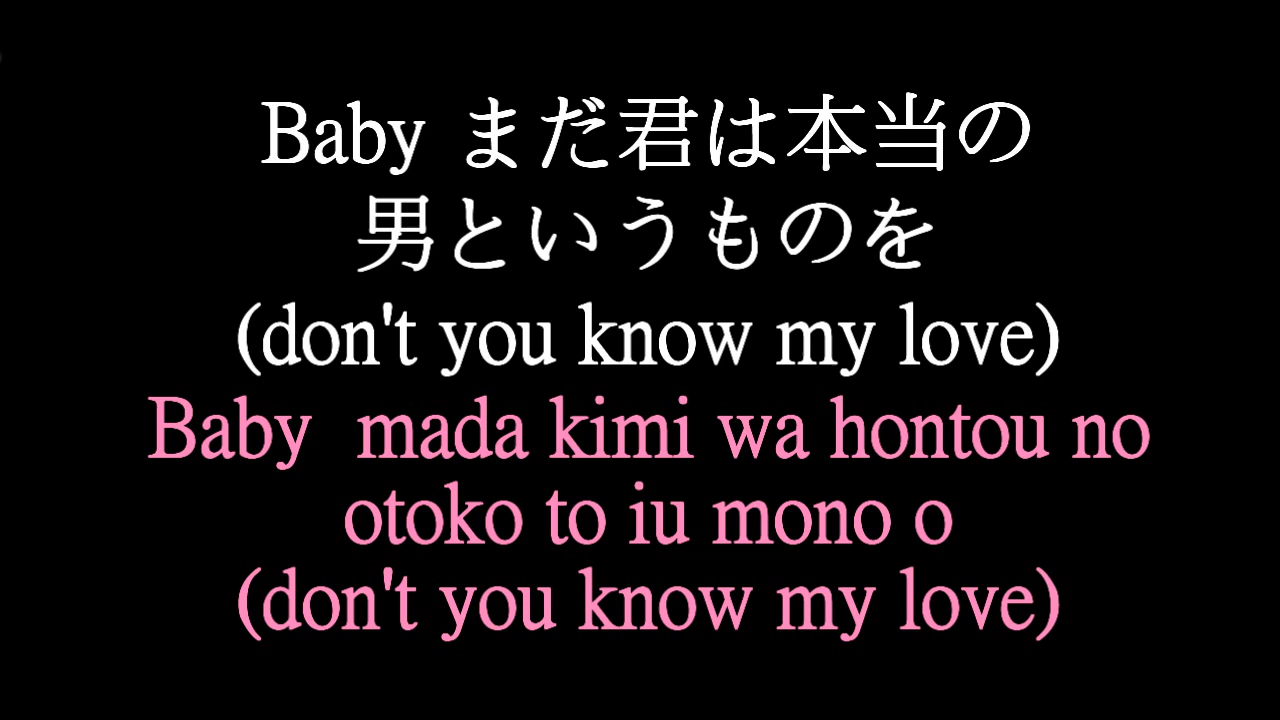 Baby まだ君は本当の
男というものを
(don't you know my love)
Baby  mada kimi wa hontou no
otoko to iu mono o
(don't you know my love)